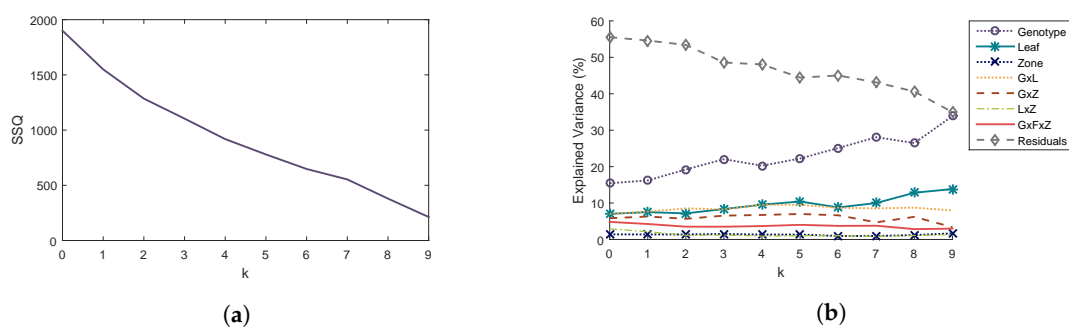 2000
1500
1000
500
0
SSQ
0 1 2 3 4 5 6 7 8 9
k
(a)
60
50
40
30
20
10
0
Explained Variance (%)
0 1 2 3 4 5 6 7 8 9
k
Genotype
Leaf
Zone
GxL
GxZ
LxZ
GxFxZ
Residuals
(b)